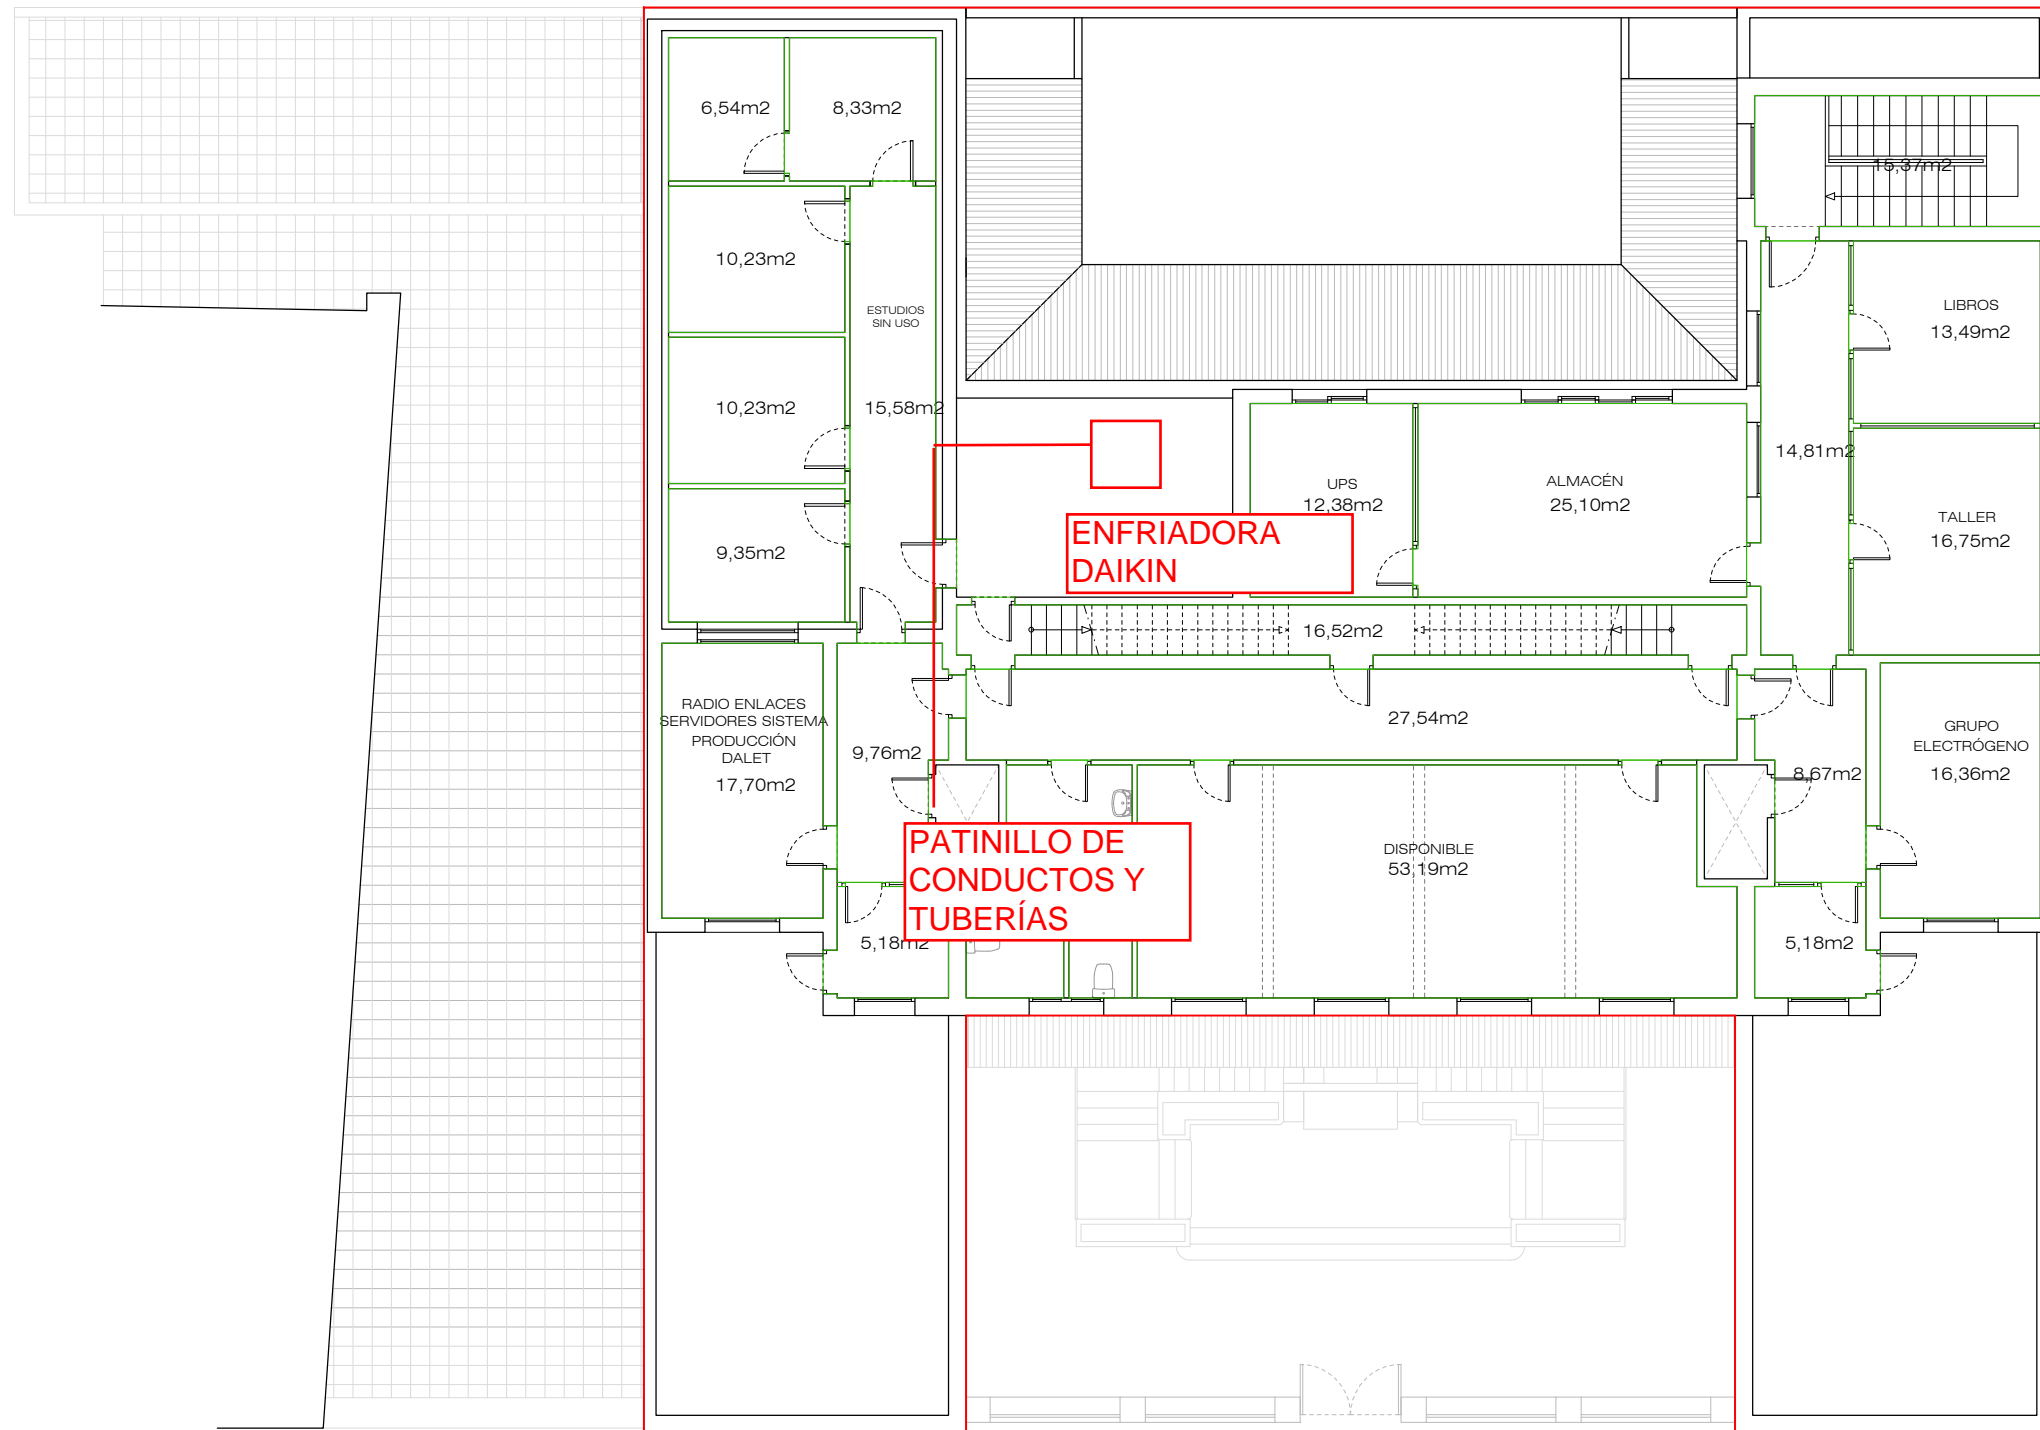 6,54m2
8,33m2
15,37m2
10,23m2
ESTUDIOS
SIN USO
LIBROS
13,49m2
10,23m2
15,58m2
14,81m2
UPS
12,38m2
ALMACÉN
25,10m2
TALLER
16,75m2
ENFRIADORA
DAIKIN
9,35m2
16,52m2
RADIO ENLACES
SERVIDORES SISTEMA
PRODUCCIÓN
DALET
17,70m2
9,76m2
27,54m2
8,67m2
GRUPO
ELECTRÓGENO
16,36m2
PATINILLO DE
CONDUCTOS Y
TUBERÍAS
DISPONIBLE
53,19m2
5,18m2
5,18m2